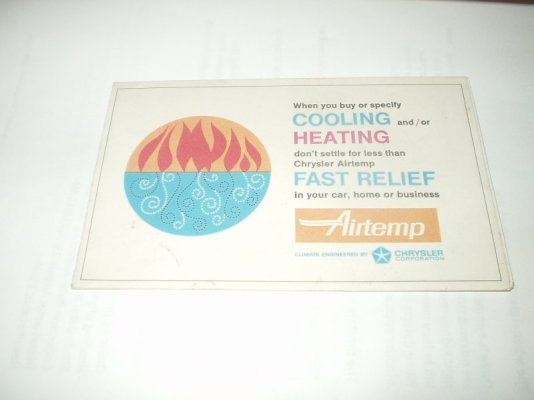 When you buy or specify
COOLING and/or
HEATING
don't settle for less than
Chrysler Airtemp
FAST RELIEF
in your car, home or business
Airtemp
CLIMATE ENGINEERED BY CHRYSLER
CORPORATION